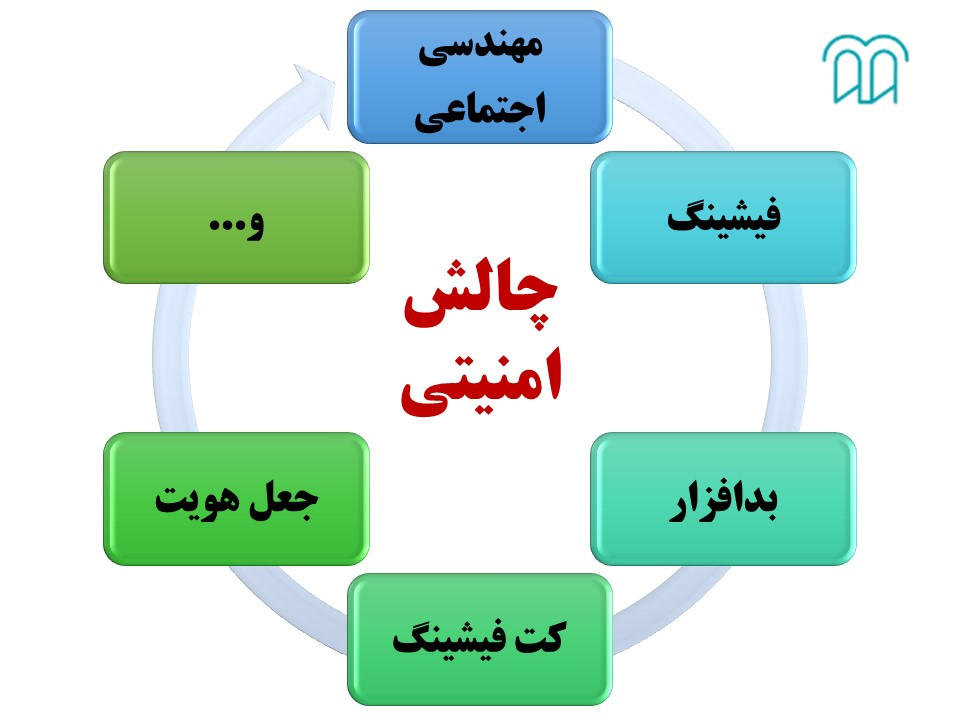 مهندسی
اجتماعی
فیشینگ
بدافزار
کت فیشینگ
جعل هویت
و...
چالش
امنیتی